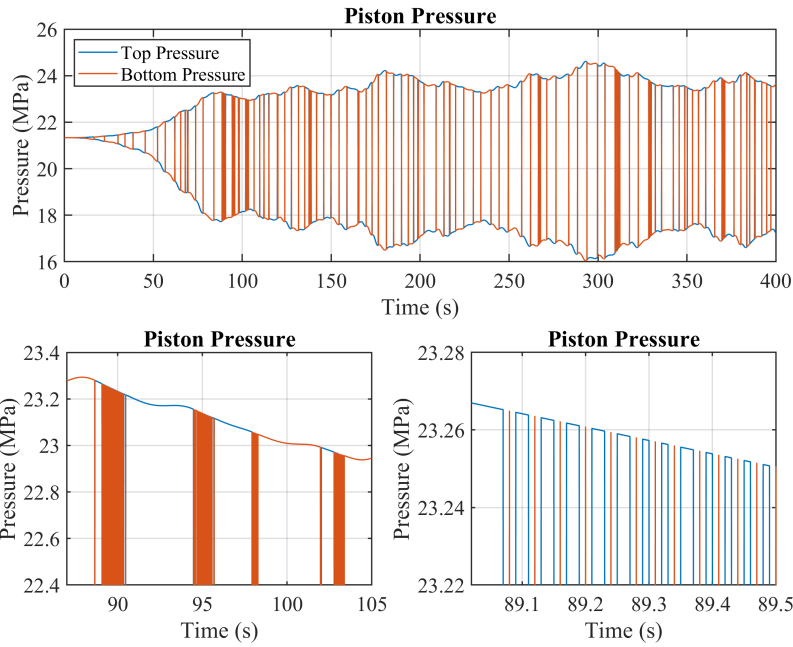 Piston Pressure
26
24
22
20
18
16
Pressure (MPa)
Top Pressure
Bottom Pressure
0 50 100 150 200 250 300 350 400
Time (s)
Piston Pressure
23.4
23.2
23
22.8
22.6
22.4
Pressure (MPa)
90 95 100 105
Time (s)
Piston Pressure
23.28
23.26
23.24
23.22
Pressure (MPa)
89.1 89.2 89.3 89.4 89.5
Time (s)